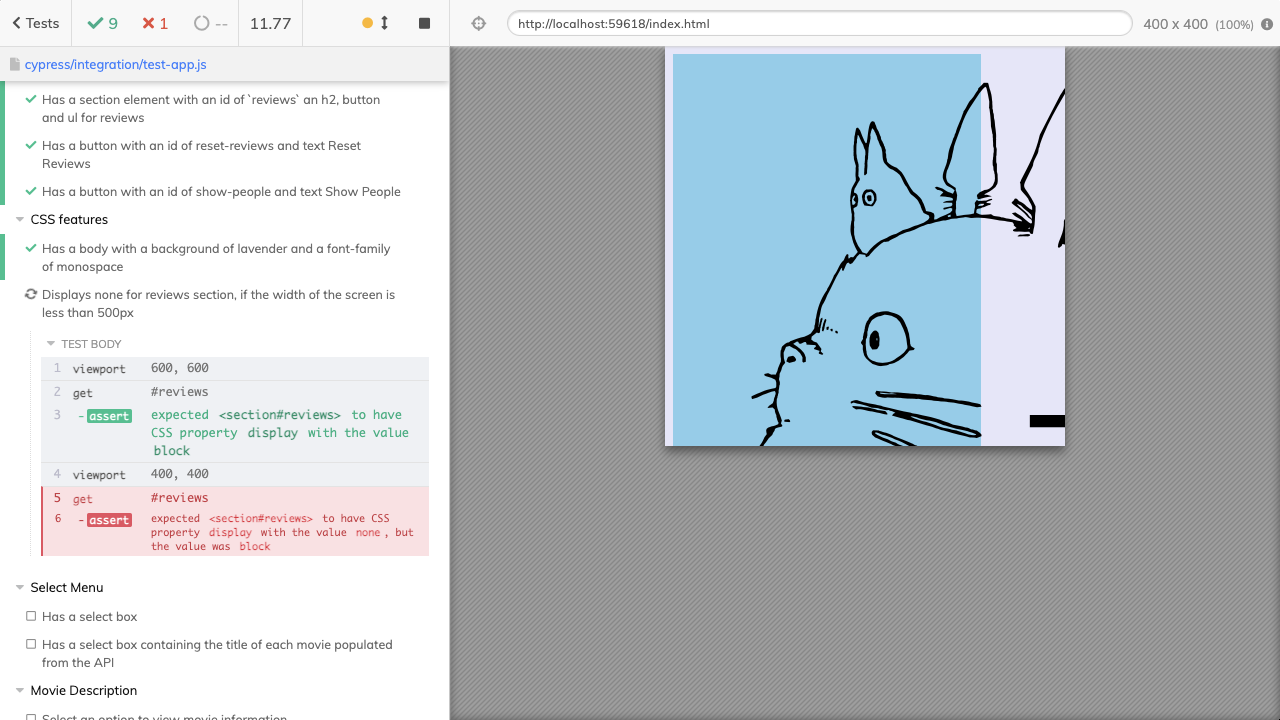 Tests
9
1
--
11.77
http://localhost:59618/index.html
400 x 400 (100%)
cypress/integration/test-app.js
Has a section element with an id of `reviews` an h2, button
and ul for reviews
Has a button with an id of reset-reviews and text Reset
Reviews
Has a button with an id of show-people and text Show People
CSS features
Has a body with a background of lavender and a font-family
of monospace
Displays none for reviews section, if the width of the screen is
less than 500px
TEST BODY
1 viewport 600, 600
2 get #reviews
3 - assert expected <section#reviews> to have
CSS property display with the value
block
4 viewport 400, 400
5 get #reviews
6 - assert expected <section#reviews> to have CSS
property display with the value none, but
the value was block
Select Menu
Has a select box
Has a select box containing the title of each movie populated
from the API
Movie Description
Select an option to view movie information